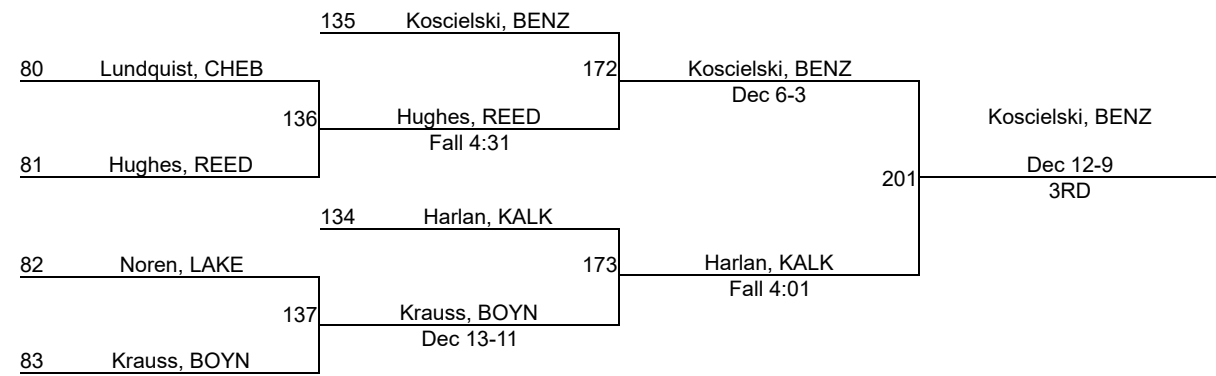 135 Koscielski, BENZ
80 Lundquist, CHEB
172 Koscielski, BENZ
Dec 6-3
136 Hughes, REED
Fall 4:31
Koscielski, BENZ
81 Hughes, REED
Dec 12-9
201
3RD
134 Harlan, KALK
82 Noren, LAKE
173 Harlan, KALK
Fall 4:01
137 Krauss, BOYN
Dec 13-11
83 Krauss, BOYN